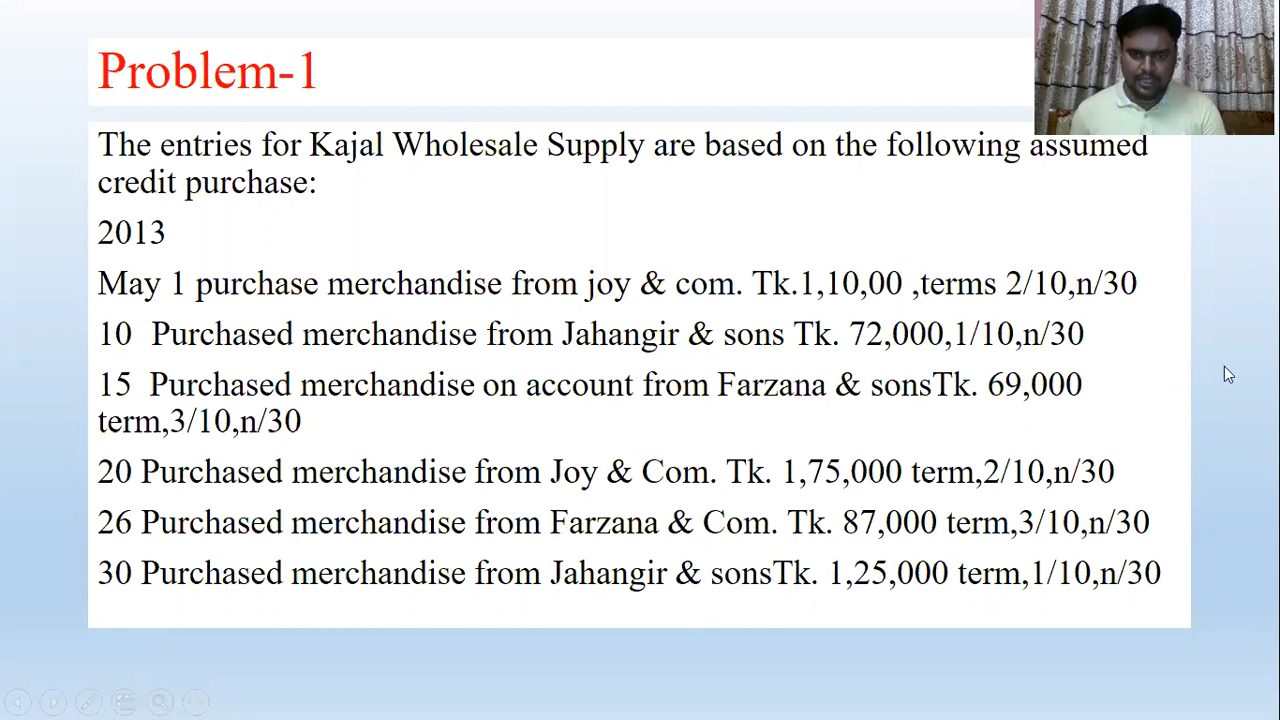 Problem-1
The entries for Kajal Wholesale Supply are based on the following assumed
credit purchase:
2013
May 1 purchase merchandise from joy & com. Tk.1,10,00 ,terms 2/10,n/30
10 Purchased merchandise from Jahangir & sons Tk. 72,000,1/10,n/30
15 Purchased merchandise on account from Farzana & sonsTk. 69,000
term,3/10,n/30
20 Purchased merchandise from Joy & Com. Tk. 1,75,000 term,2/10,n/30
26 Purchased merchandise from Farzana & Com. Tk. 87,000 term,3/10,n/30
30 Purchased merchandise from Jahangir & sonsTk. 1,25,000 term,1/10,n/30